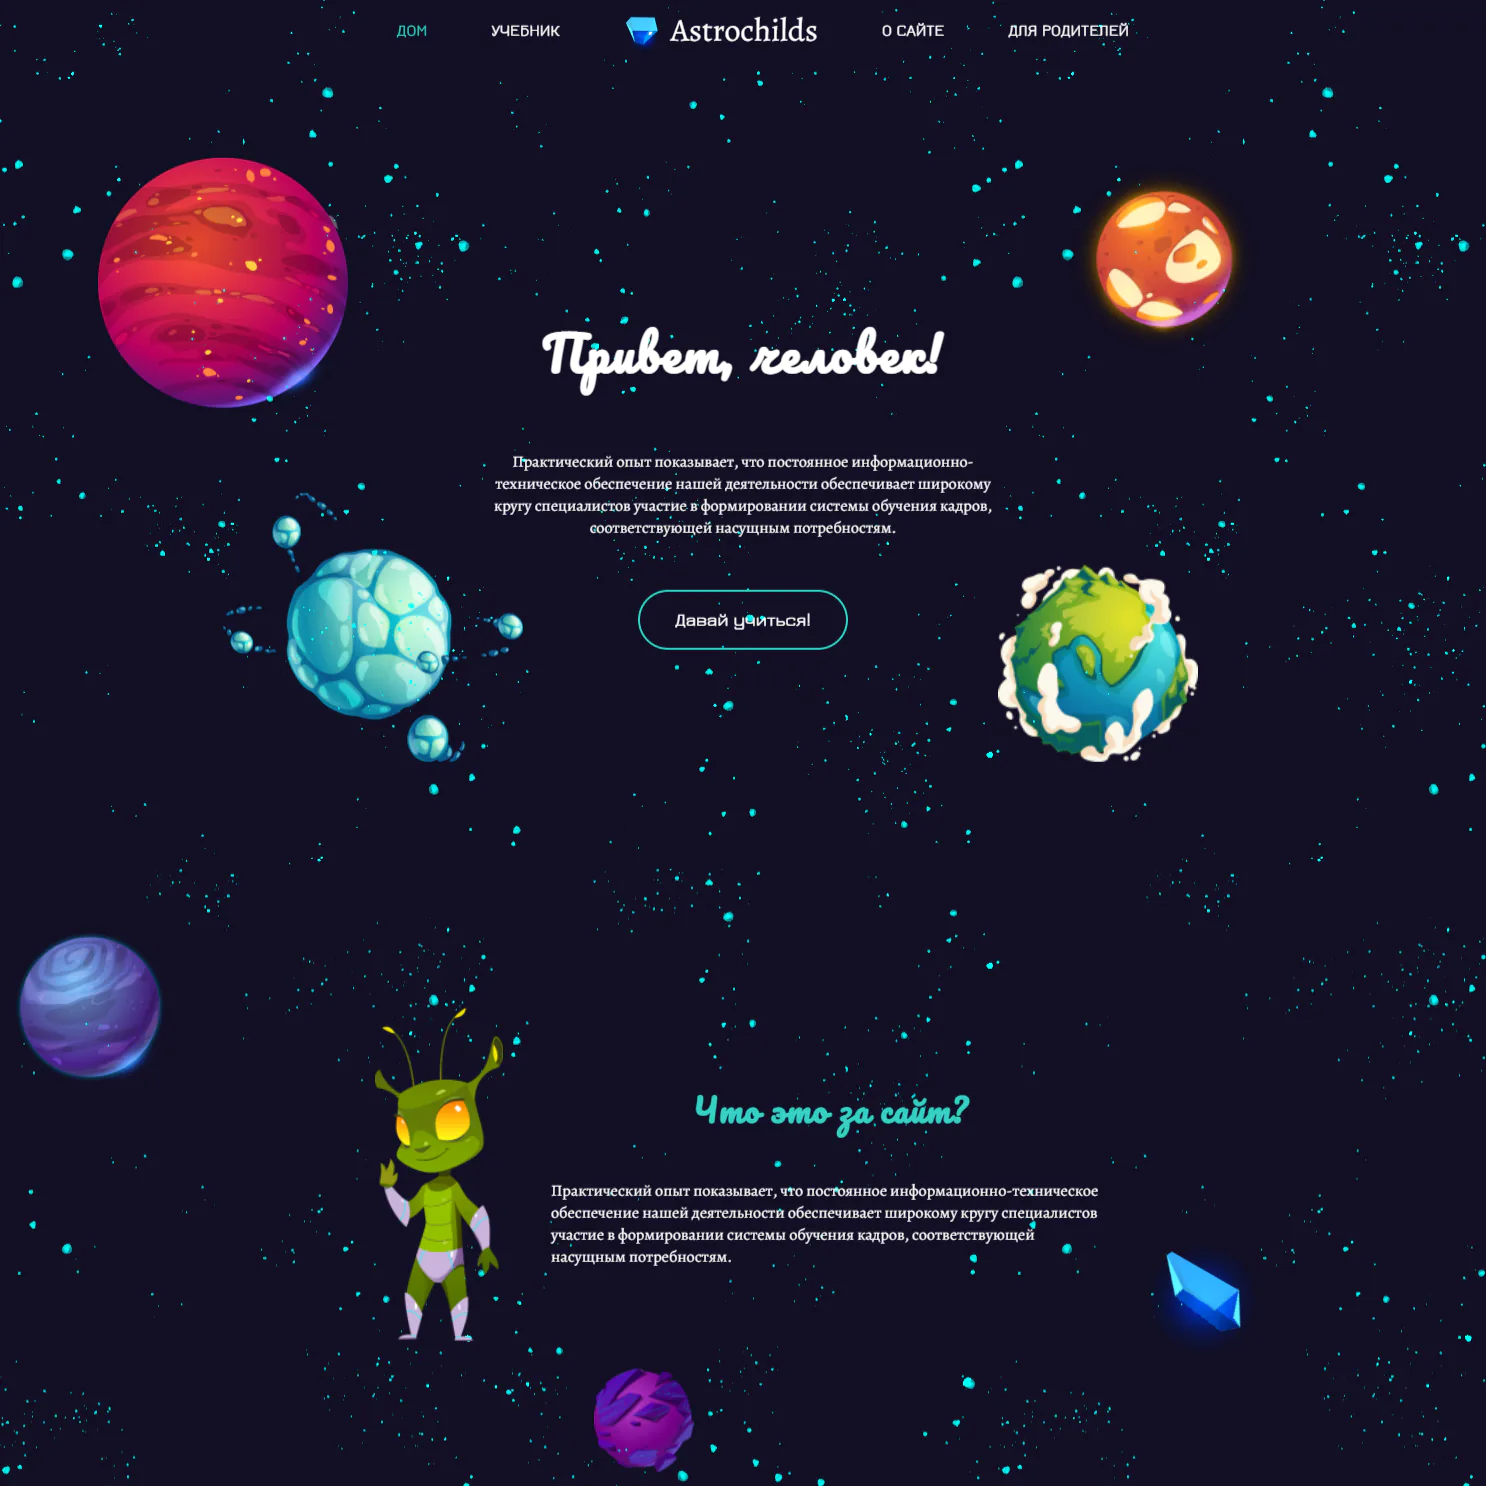 ДОМ
УЧЕБНИК
Astrochilds
О САЙТЕ
ДЛЯ РОДИТЕЛЕЙ
Привет, человек!
Практический опыт показывает, что постоянное информационно-
техническое обеспечение нашей деятельности обеспечивает широкому
кругу специалистов участие в формировании системы обучения кадров,
соответствующей насущным потребностям.
Давай учиться!
Что это за сайт?
Практический опыт показывает, что постоянное информационно-техническое
обеспечение нашей деятельности обеспечивает широкому кругу специалистов
участие в формировании системы обучения кадров, соответствующей
насущным потребностям.